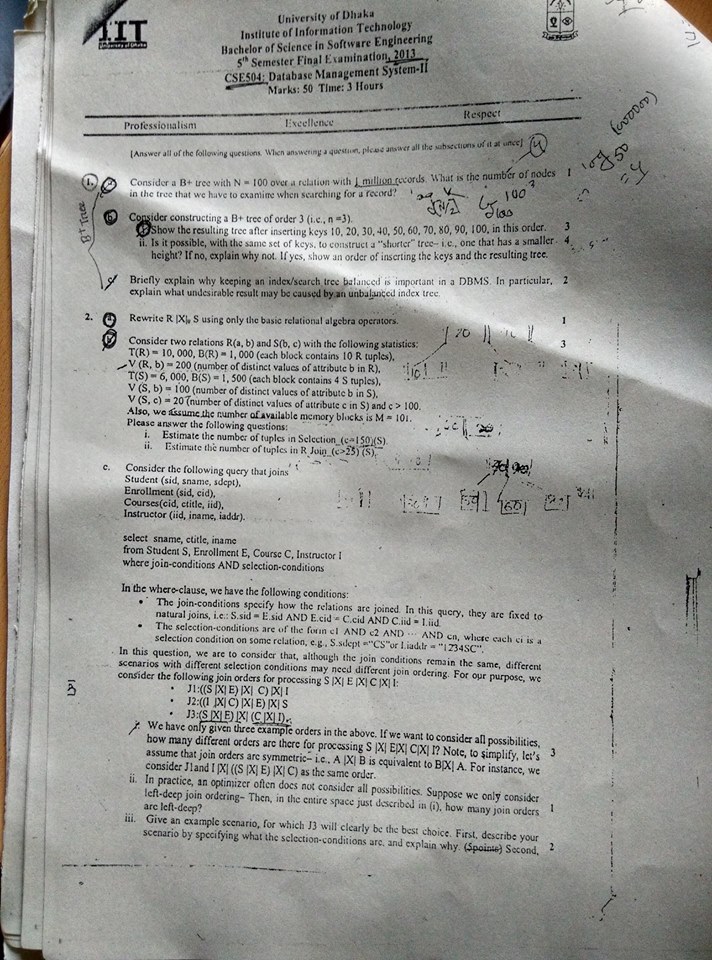 IIT
University of Dhaka
University of Dhaka
Institute of Information Technology
Bachelor of Science in Software Engineering
5th Semester Final Examination, 2013
CSE504: Database Management System-II
Marks: 50 Time: 3 Hours
Professionalism Excellence Respect
[Answer all of the following questions. When answering a question, please answer all the subsections of it at once]
1. Consider a B+ tree with N = 100 over a relation with 1 million records. What is the number of nodes 1
in the tree that we have to examine when searching for a record?
b Consider constructing a B+ tree of order 3 (i.e., n =3).
Show the resulting tree after inserting keys 10, 20, 30, 40, 50, 60, 70, 80, 90, 100, in this order. 3
ii. Is it possible, with the same set of keys, to construct a "shorter" tree– i.e., one that has a smaller 4
height? If no, explain why not. If yes, show an order of inserting the keys and the resulting tree.
Briefly explain why keeping an index/search tree balanced is important in a DBMS. In particular, 2
explain what undesirable result may be caused by an unbalanced index tree.
B+ tree
2. a Rewrite R |X|θ S using only the basic relational algebra operators. 1
Consider two relations R(a, b) and S(b, c) with the following statistics: 3
T(R) = 10, 000, B(R) = 1, 000 (each block contains 10 R tuples),
V (R, b) = 200 (number of distinct values of attribute b in R),
T(S) = 6, 000, B(S) = 1, 500 (each block contains 4 S tuples),
V (S, b) = 100 (number of distinct values of attribute b in S),
V (S, c) = 20 (number of distinct values of attribute c in S) and c > 100.
Also, we assume the number of available memory blocks is M = 101.
Please answer the following questions:
i. Estimate the number of tuples in Selection_(c=150)(S).
ii. Estimate the number of tuples in R Join_(c>25) (S),
c. Consider the following query that joins
Student (sid, sname, sdept),
Enrollment (sid, cid),
Courses(cid, ctitle, iid),
Instructor (iid, iname, iaddr).
select sname, ctitle, iname
from Student S, Enrollment E, Course C, Instructor I
where join-conditions AND selection-conditions
In the where-clause, we have the following conditions:
• The join-conditions specify how the relations are joined. In this query, they are fixed to
natural joins, i.e.: S.sid = E.sid AND E.cid = C.cid AND C.iid = I.iid.
• The selection-conditions are of the form c1 AND c2 AND ··· AND cn, where each ci is a
selection condition on some relation, e.g., S.sdept ="CS"or I.iaddr = "1234SC".
In this question, we are to consider that, although the join conditions remain the same, different
scenarios with different selection conditions may need different join ordering. For our purpose, we
consider the following join orders for processing S |X| E |X| C |X| I:
• J1:((S |X| E) |X| C) |X| I
• J2:((I |X| C) |X| E) |X| S
• J3:(S |X| E) |X| (C |X| I).
We have only given three example orders in the above. If we want to consider all possibilities,
how many different orders are there for processing S |X| E|X| C|X| I? Note, to simplify, let's 3
assume that join orders are symmetric– i.e., A |X| B is equivalent to B|X| A. For instance, we
consider J1and I |X| ((S |X| E) |X| C) as the same order.
ii. In practice, an optimizer often does not consider all possibilities. Suppose we only consider
left-deep join ordering– Then, in the entire space just described in (i), how many join orders 1
are left-deep?
iii. Give an example scenario, for which J3 will clearly be the best choice. First, describe your
scenario by specifying what the selection-conditions are, and explain why. (5points) Second, 2